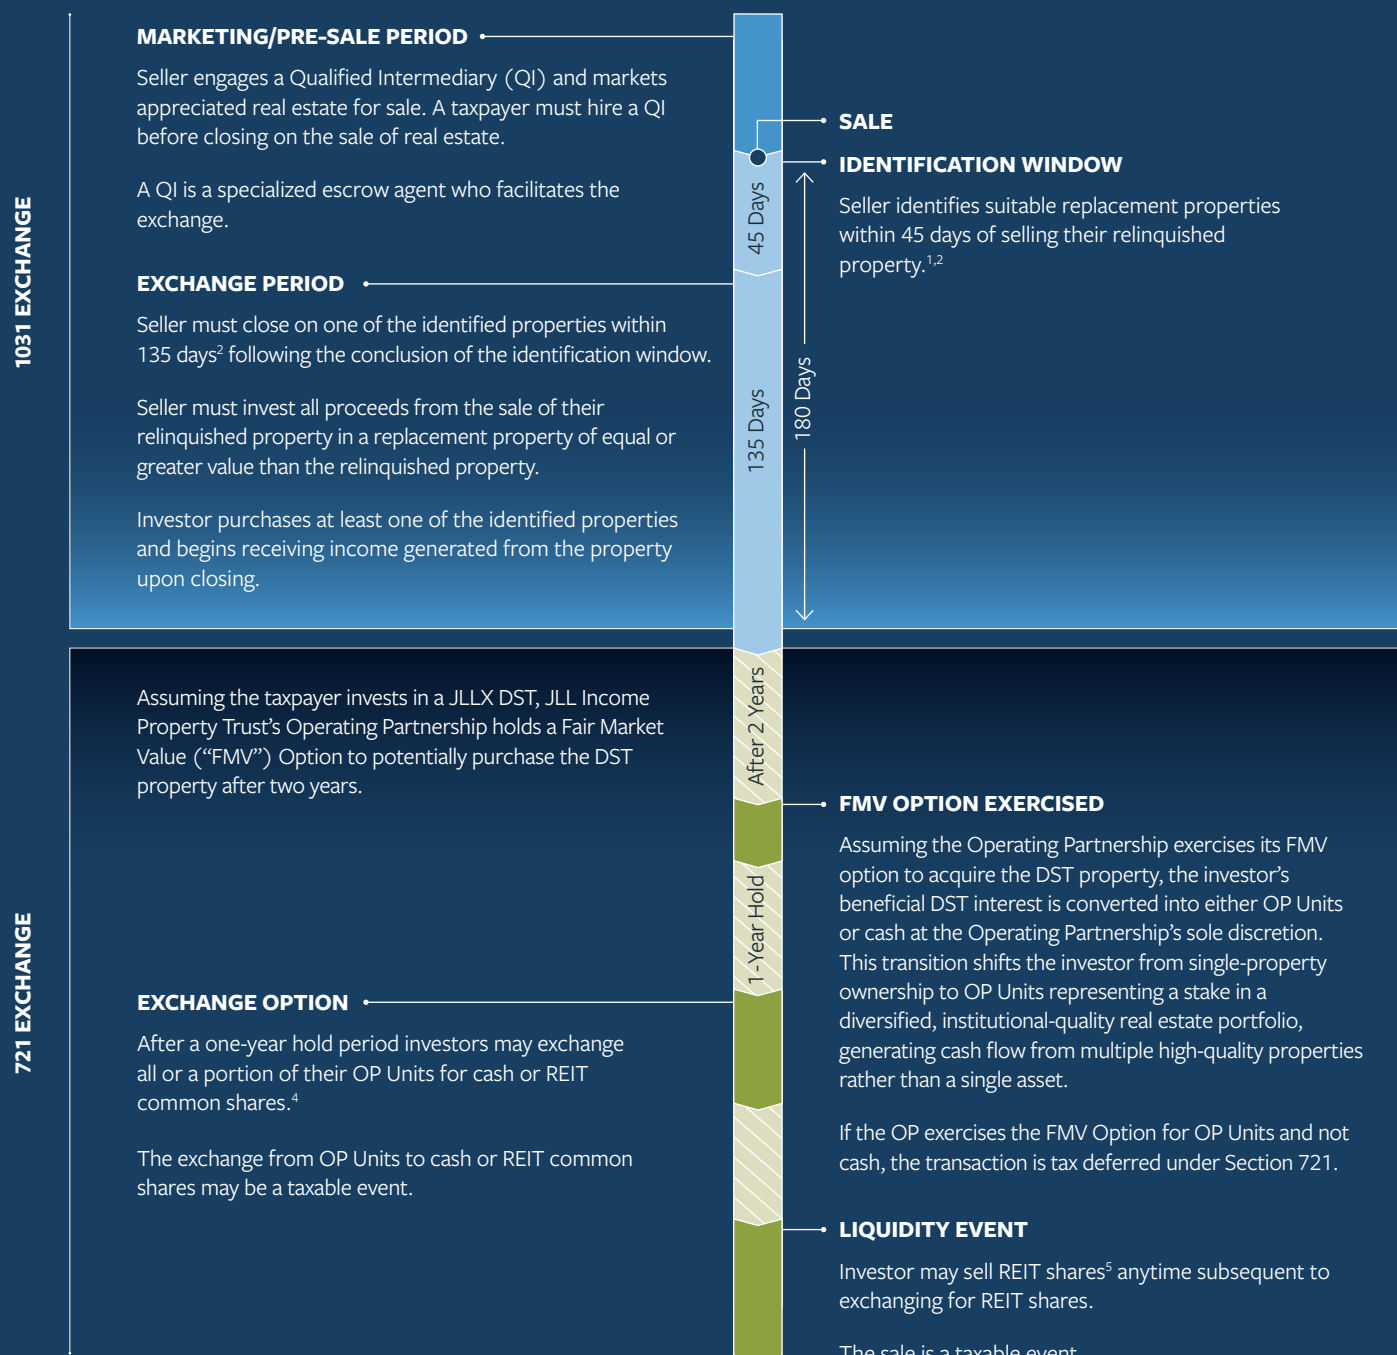 1031 EXCHANGE
MARKETING/PRE-SALE PERIOD
Seller engages a Qualified Intermediary (QI) and markets
appreciated real estate for sale. A taxpayer must hire a QI
before closing on the sale of real estate.
A QI is a specialized escrow agent who facilitates the
exchange.
SALE
IDENTIFICATION WINDOW
Seller identifies suitable replacement properties
within 45 days of selling their relinquished
property.1,2
45 Days
EXCHANGE PERIOD
Seller must close on one of the identified properties within
135 days2 following the conclusion of the identification window.
Seller must invest all proceeds from the sale of their
relinquished property in a replacement property of equal or
greater value than the relinquished property.
Investor purchases at least one of the identified properties
and begins receiving income generated from the property
upon closing.
135 Days
180 Days
721 EXCHANGE
Assuming the taxpayer invests in a JLLX DST, JLL Income
Property Trust’s Operating Partnership holds a Fair Market
Value (“FMV”) Option to potentially purchase the DST
property after two years.
After 2 Years
FMV OPTION EXERCISED
Assuming the Operating Partnership exercises its FMV
option to acquire the DST property, the investor’s
beneficial DST interest is converted into either OP Units
or cash at the Operating Partnership’s sole discretion.
This transition shifts the investor from single-property
ownership to OP Units representing a stake in a
diversified, institutional-quality real estate portfolio,
generating cash flow from multiple high-quality properties
rather than a single asset.
If the OP exercises the FMV Option for OP Units and not
cash, the transaction is tax deferred under Section 721.
1-Year Hold
EXCHANGE OPTION
After a one-year hold period investors may exchange
all or a portion of their OP Units for cash or REIT
common shares.4
The exchange from OP Units to cash or REIT common
shares may be a taxable event.
LIQUIDITY EVENT
Investor may sell REIT shares5 anytime subsequent to
exchanging for REIT shares.
The sale is a taxable event